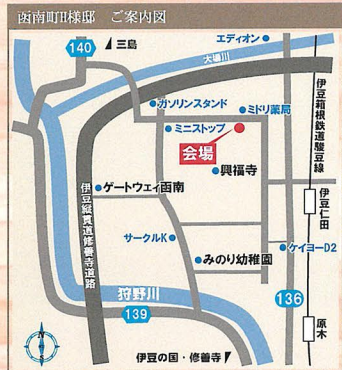 函南町H様邸 ご案内図
エディオン
140
三島
大場川
ガソリンスタンド
ミドリ薬局
ミニストップ
会場
興福寺
伊豆箱根鉄道駿豆線
ゲートウェイ函南
伊豆縦貫道修善寺道路
伊豆仁田
サークルK
ケイヨーD2
みのり幼稚園
狩野川
136
139
原木
N
伊豆の国・修善寺